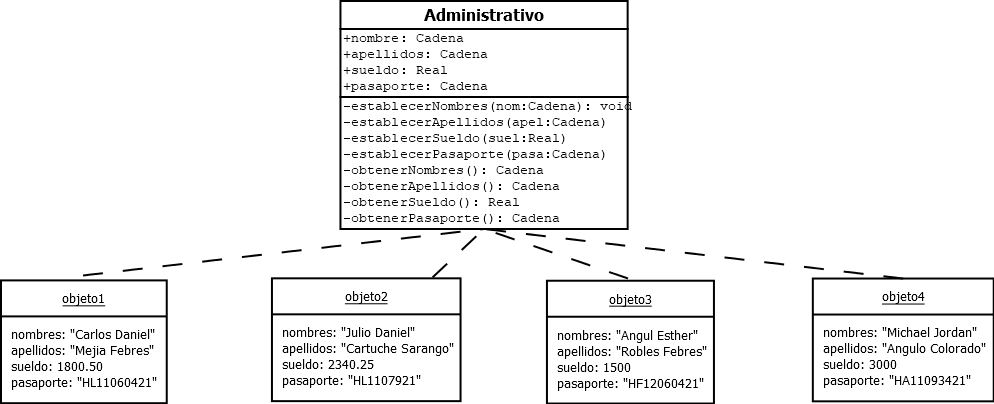 Administrativo
+nombre: Cadena
+apellidos: Cadena
+sueldo: Real
+pasaporte: Cadena
-establecerNombres(nom:Cadena): void
-establecerApellidos(apel:Cadena)
-establecerSueldo(suel:Real)
-establecerPasaporte(pasa:Cadena)
-obtenerNombres(): Cadena
-obtenerApellidos(): Cadena
-obtenerSueldo(): Real
-obtenerPasaporte(): Cadena
objeto1
nombres: "Carlos Daniel"
apellidos: "Mejia Febres"
sueldo: 1800.50
pasaporte: "HL11060421"
objeto2
nombres: "Julio Daniel"
apellidos: "Cartuche Sarango"
sueldo: 2340.25
pasaporte: "HL1107921"
objeto3
nombres: "Angul Esther"
apellidos: "Robles Febres"
sueldo: 1500
pasaporte: "HF12060421"
objeto4
nombres: "Michael Jordan"
apellidos: "Angulo Colorado"
sueldo: 3000
pasaporte: "HA11093421"